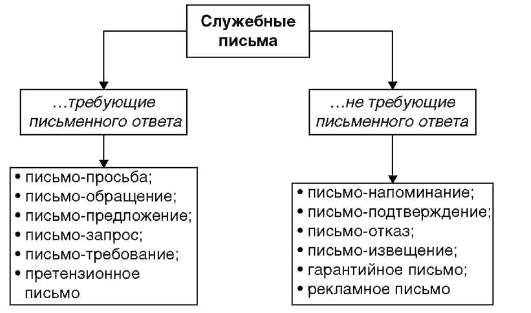 Служебные
письма
…требующие
письменного ответа
…не требующие
письменного ответа
• письмо-просьба;
• письмо-обращение;
• письмо-предложение;
• письмо-запрос;
• письмо-требование;
• претензионное
письмо
• письмо-напоминание;
• письмо-подтверждение;
• письмо-отказ;
• письмо-извещение;
• гарантийное письмо;
• рекламное письмо